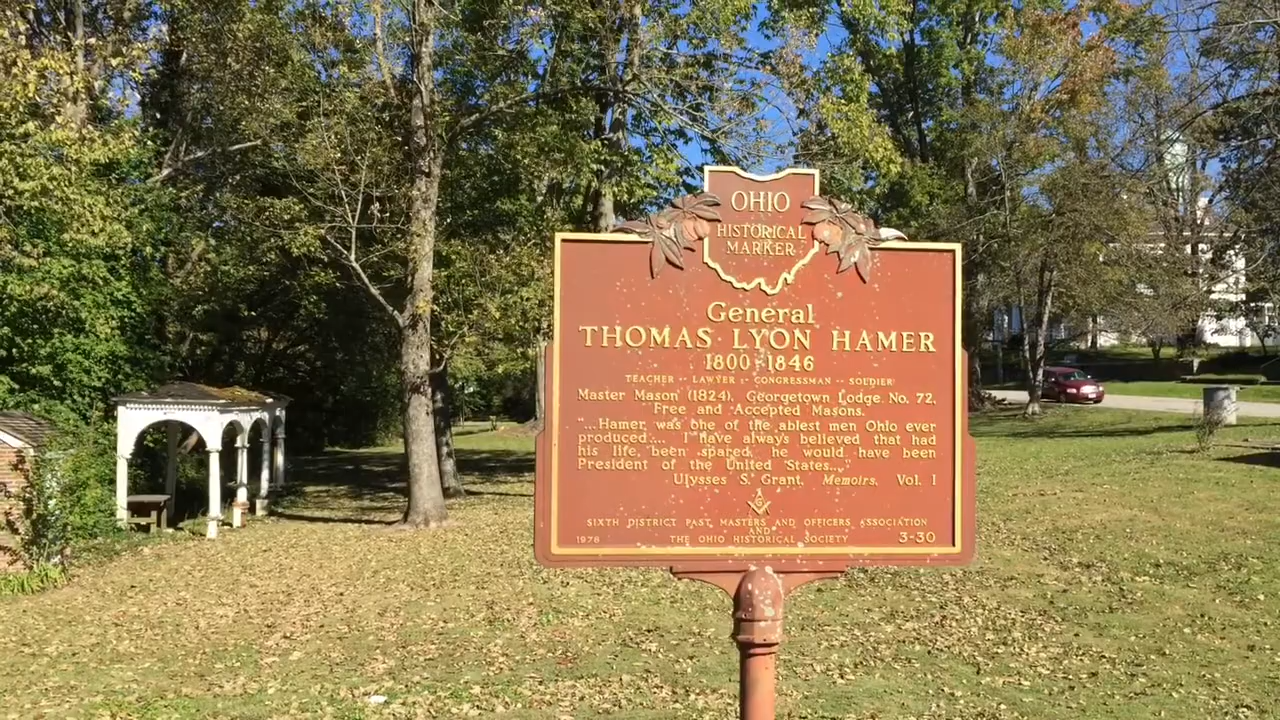 OHIO
HISTORICAL
MARKER
General
THOMAS LYON HAMER
1800-1846
TEACHER -- LAWYER -- CONGRESSMAN -- SOLDIER
Master Mason (1824), Georgetown Lodge No. 72,
Free and Accepted Masons.
"...Hamer was one of the ablest men Ohio ever
produced... I have always believed that had
his life been spared, he would have been
President of the United States..."
Ulysses S. Grant, Memoirs, Vol. I
G
SIXTH DISTRICT PAST MASTERS AND OFFICERS ASSOCIATION
AND
1978 THE OHIO HISTORICAL SOCIETY 3-30